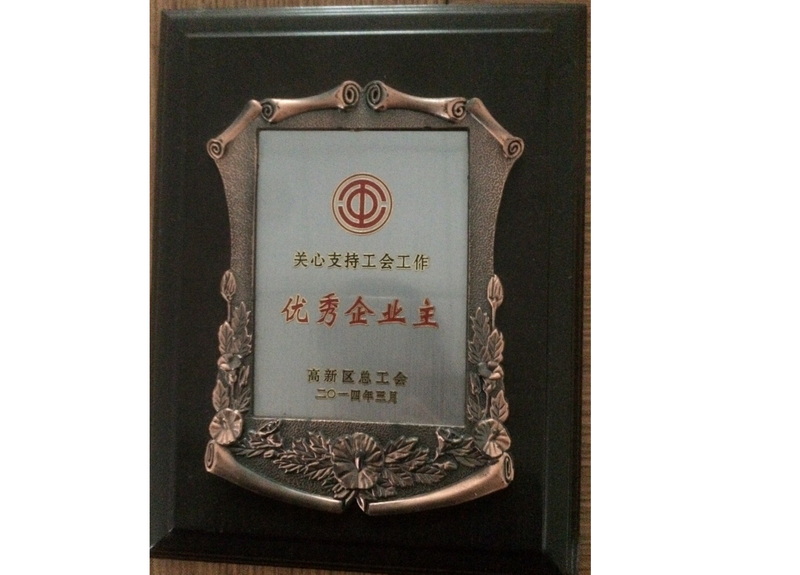 关心支持工会工作
优秀企业主
高新区总工会
二〇一四年三月